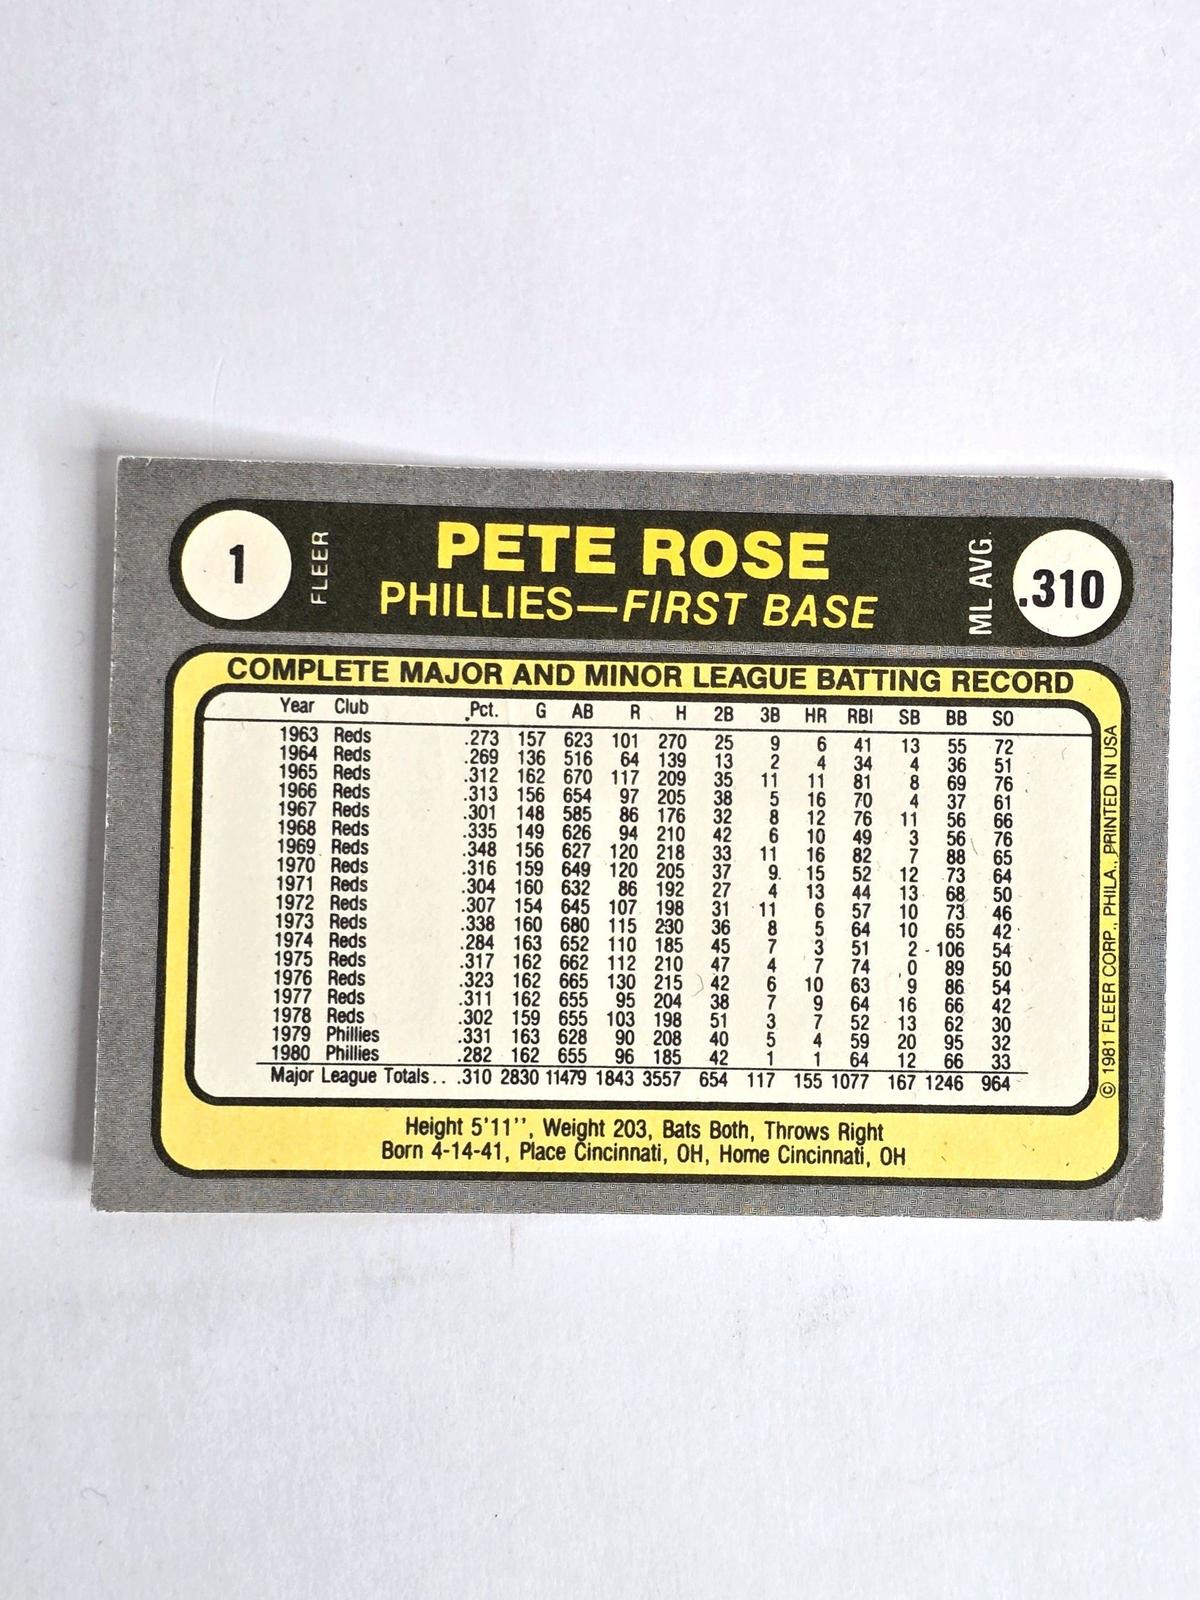 1
FLEER
PETE ROSE
PHILLIES—FIRST BASE
ML AVG.
.310
COMPLETE MAJOR AND MINOR LEAGUE BATTING RECORD
Year Club Pct. G AB R H 2B 3B HR RBI SB BB SO
1963 Reds .273 157 623 101 270 25 9 6 41 13 55 72
1964 Reds .269 136 516 64 139 13 2 4 34 4 36 51
1965 Reds .312 162 670 117 209 35 11 11 81 8 69 76
1966 Reds .313 156 654 97 205 38 5 16 70 4 37 61
1967 Reds .301 148 585 86 176 32 8 12 76 11 56 66
1968 Reds .335 149 626 94 210 42 6 10 49 3 56 76
1969 Reds .348 156 627 120 218 33 11 16 82 7 88 65
1970 Reds .316 159 649 120 205 37 9 15 52 12 73 64
1971 Reds .304 160 632 86 192 27 4 13 44 13 68 50
1972 Reds .307 154 645 107 198 31 11 6 57 10 73 46
1973 Reds .338 160 680 115 230 36 8 5 64 10 65 42
1974 Reds .284 163 652 110 185 45 7 3 51 2 106 54
1975 Reds .317 162 662 112 210 47 4 7 74 0 89 50
1976 Reds .323 162 665 130 215 42 6 10 63 9 86 54
1977 Reds .311 162 655 95 204 38 7 9 64 16 66 42
1978 Reds .302 159 655 103 198 51 3 7 52 13 62 30
1979 Phillies .331 163 628 90 208 40 5 4 59 20 95 32
1980 Phillies .282 162 655 96 185 42 1 1 64 12 66 33
Major League Totals. . . .310 2830 11479 1843 3557 654 117 155 1077 167 1246 964
Height 5'11'', Weight 203, Bats Both, Throws Right
Born 4-14-41, Place Cincinnati, OH, Home Cincinnati, OH
© 1981 FLEER CORP., PHILA., PRINTED IN USA